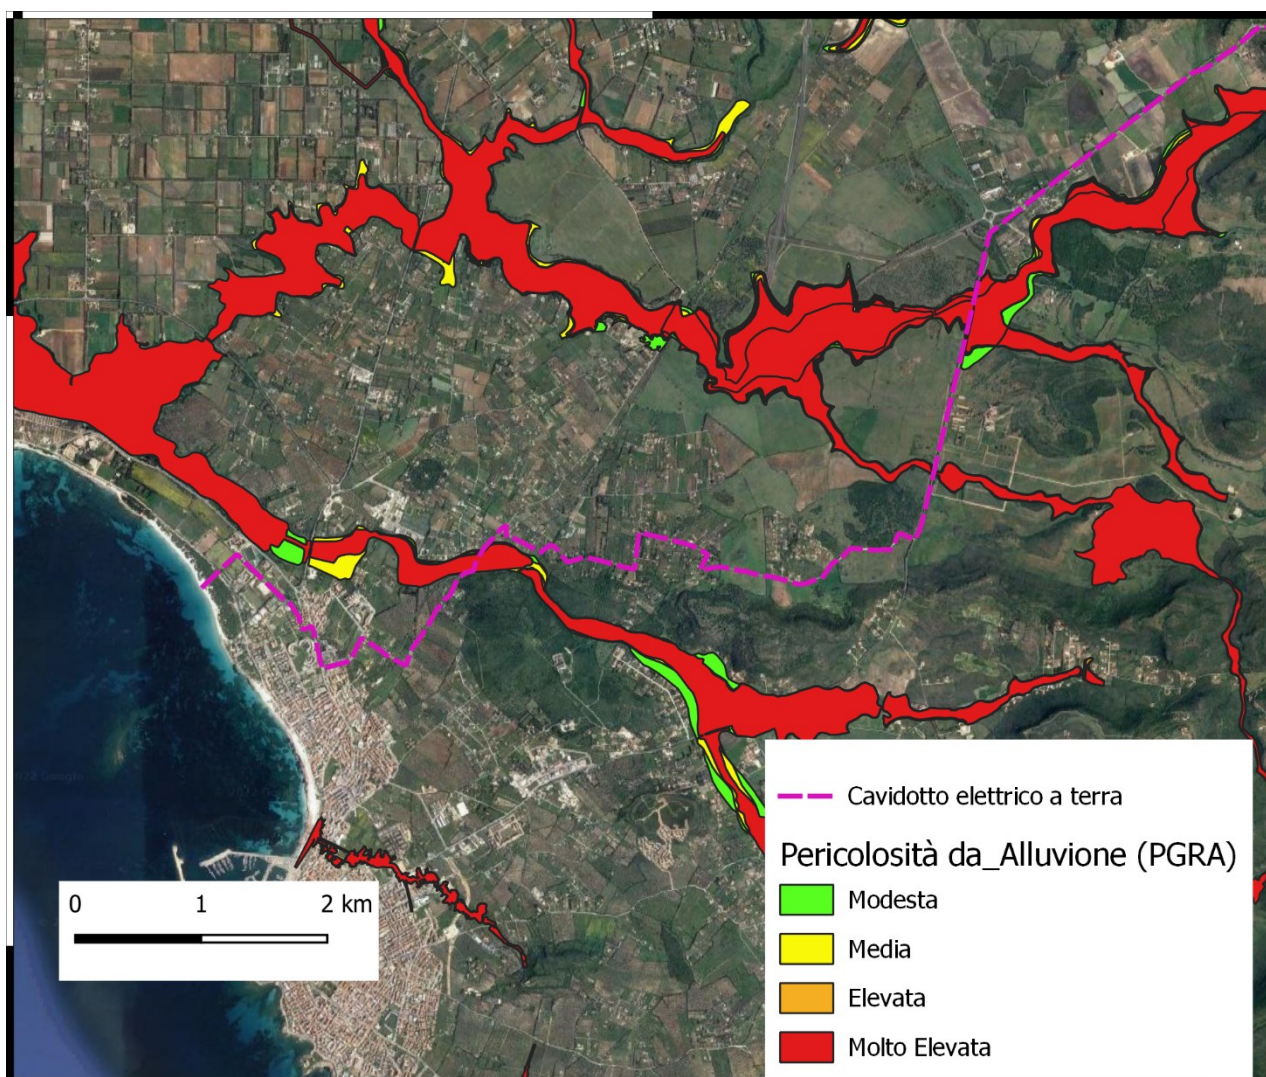 0 1 2 km
Cavidotto elettrico a terra
Pericolosità da_Alluvione (PGRA)
Modesta
Media
Elevata
Molto Elevata